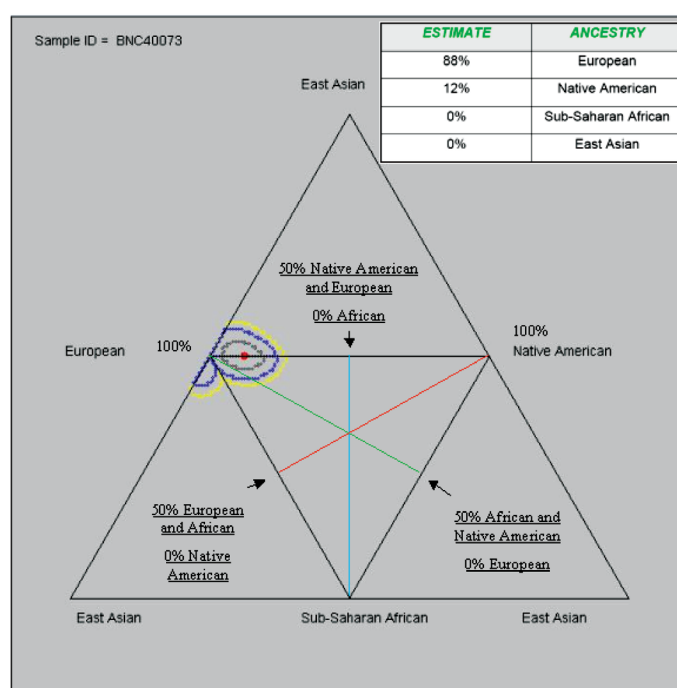 Sample ID = BNC40073
ESTIMATE ANCESTRY
88% European
12% Native American
0% Sub-Saharan African
0% East Asian
East Asian
50% Native American
and European
0% African
European 100%
100%
Native American
50% European
and African
0% Native
American
50% African and
Native American
0% European
East Asian Sub-Saharan African East Asian